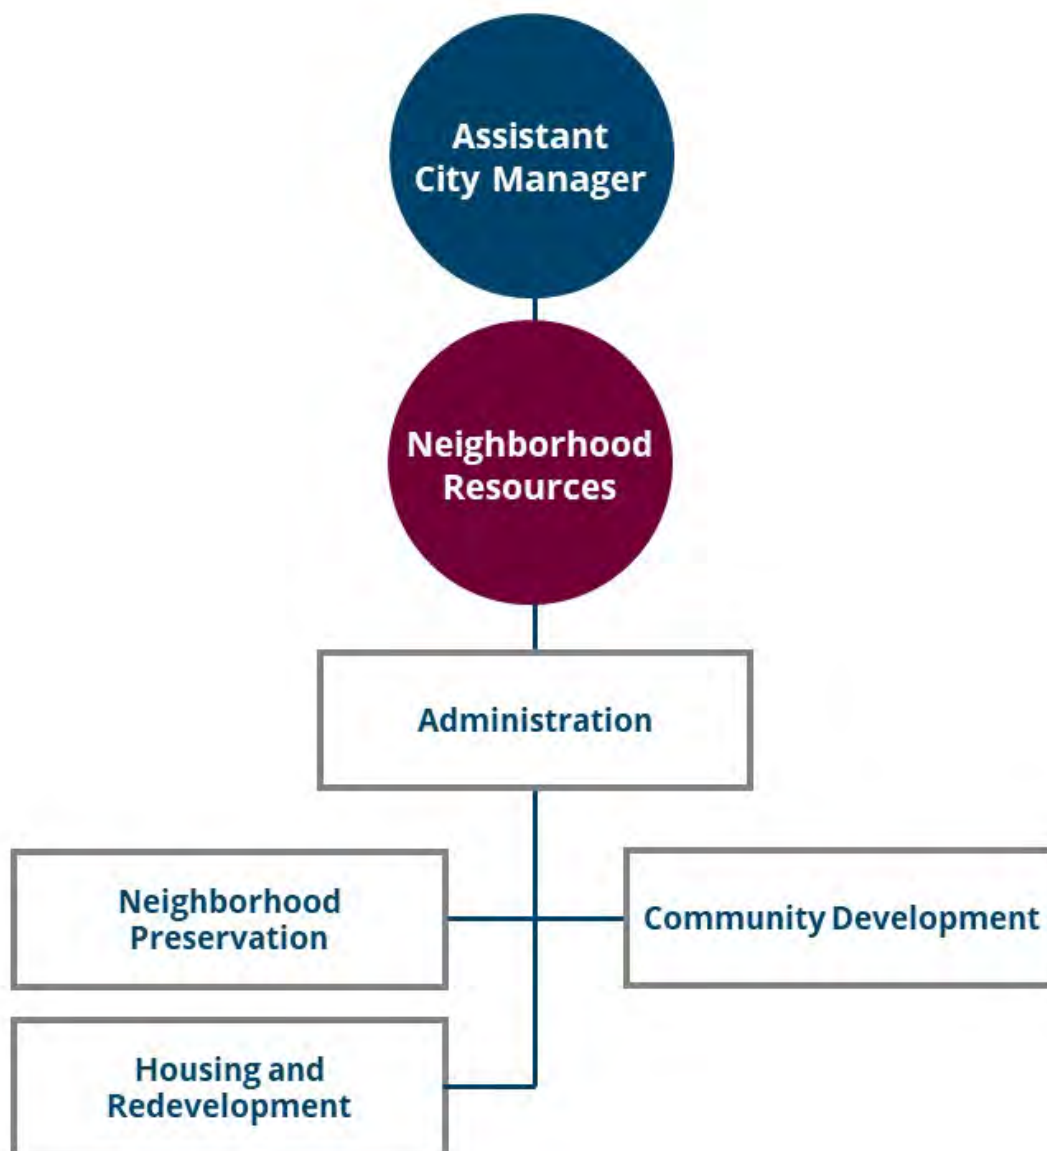 Assistant
City Manager
Neighborhood
Resources
Administration
Neighborhood
Preservation
Community Development
Housing and
Redevelopment